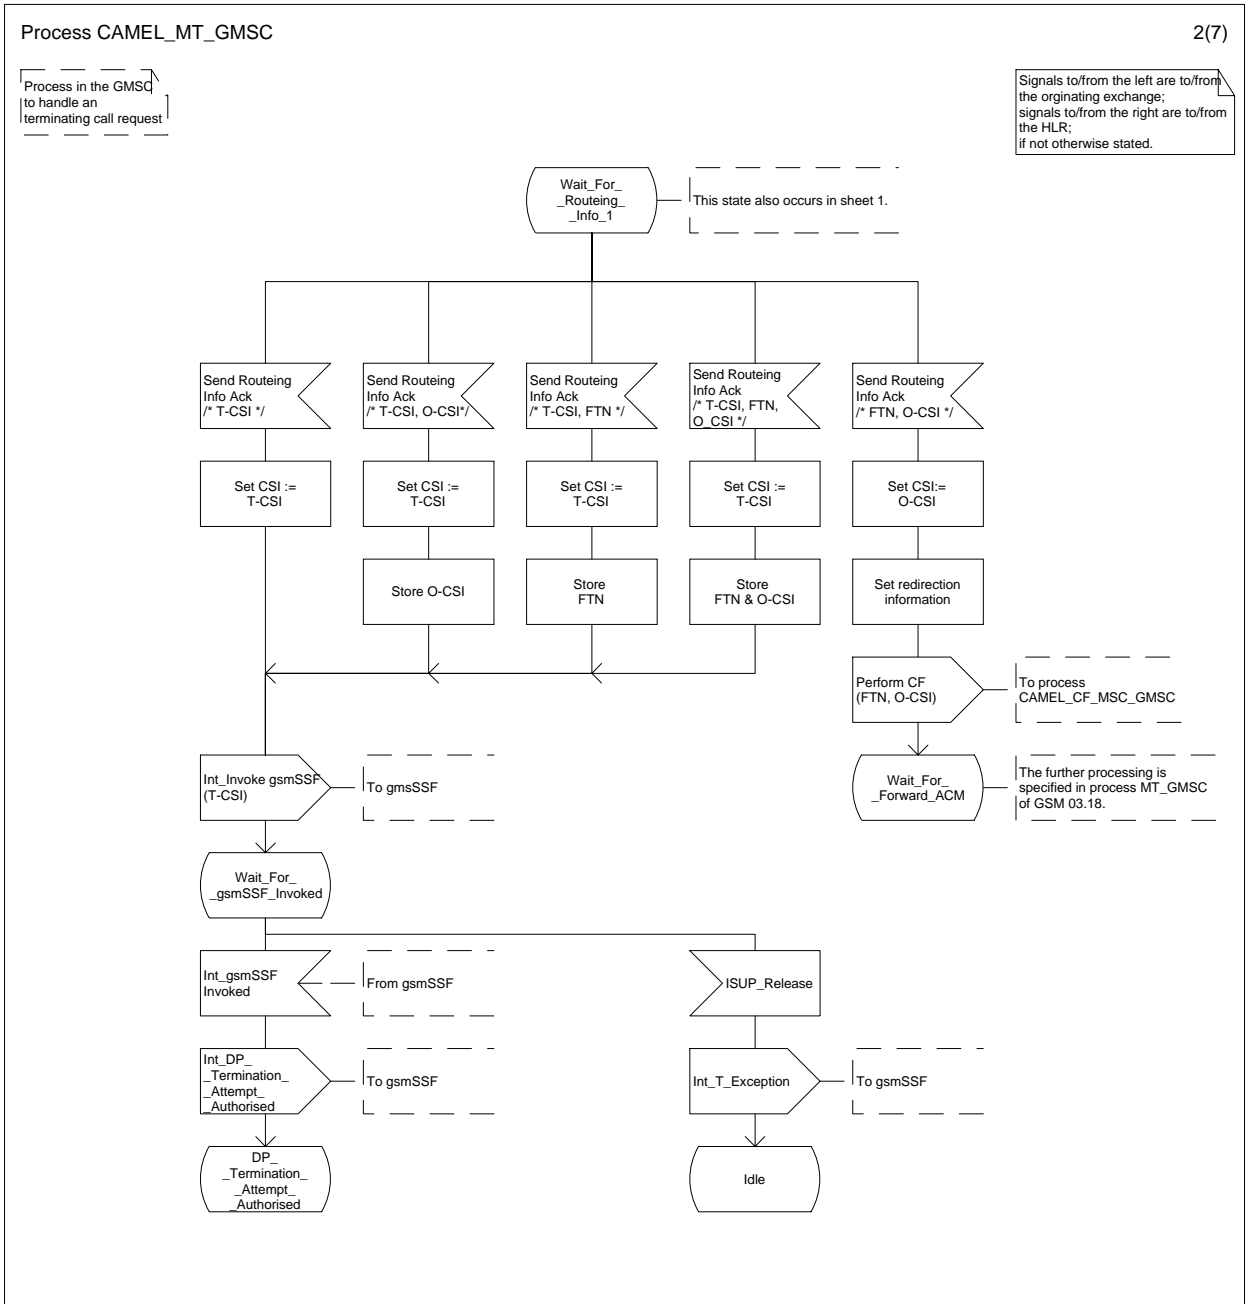 Process CAMEL_MT_GMSC
2(7)
Process in the GMSC
to handle an
terminating call request
Signals to/from the left are to/from
the orginating exchange;
signals to/from the right are to/from
the HLR;
if not otherwise stated.
Wait_For_
_Routeing_
_Info_1
This state also occurs in sheet 1.
Send Routeing
Info Ack
/* T-CSI */
Send Routeing
Info Ack
/* T-CSI, O-CSI*/
Send Routeing
Info Ack
/* T-CSI, FTN */
Send Routeing
Info Ack
/* T-CSI, FTN,
O_CSI */
Send Routeing
Info Ack
/* FTN, O-CSI */
Set CSI :=
T-CSI
Set CSI :=
T-CSI
Set CSI :=
T-CSI
Set CSI :=
T-CSI
Set CSI:=
O-CSI
Store O-CSI
Store
FTN
Store
FTN & O-CSI
Set redirection
information
Perform CF
(FTN, O-CSI)
To process
CAMEL_CF_MSC_GMSC
Int_Invoke gsmSSF
(T-CSI)
To gmsSSF
Wait_For_
_Forward_ACM
The further processing is
specified in process MT_GMSC
of GSM 03.18.
Wait_For_
_gsmSSF_Invoked
Int_gsmSSF
Invoked
From gsmSSF
ISUP_Release
Int_DP_
_Termination_
_Attempt_
_Authorised
To gsmSSF
Int_T_Exception
To gsmSSF
DP_
_Termination_
_Attempt_
_Authorised
Idle